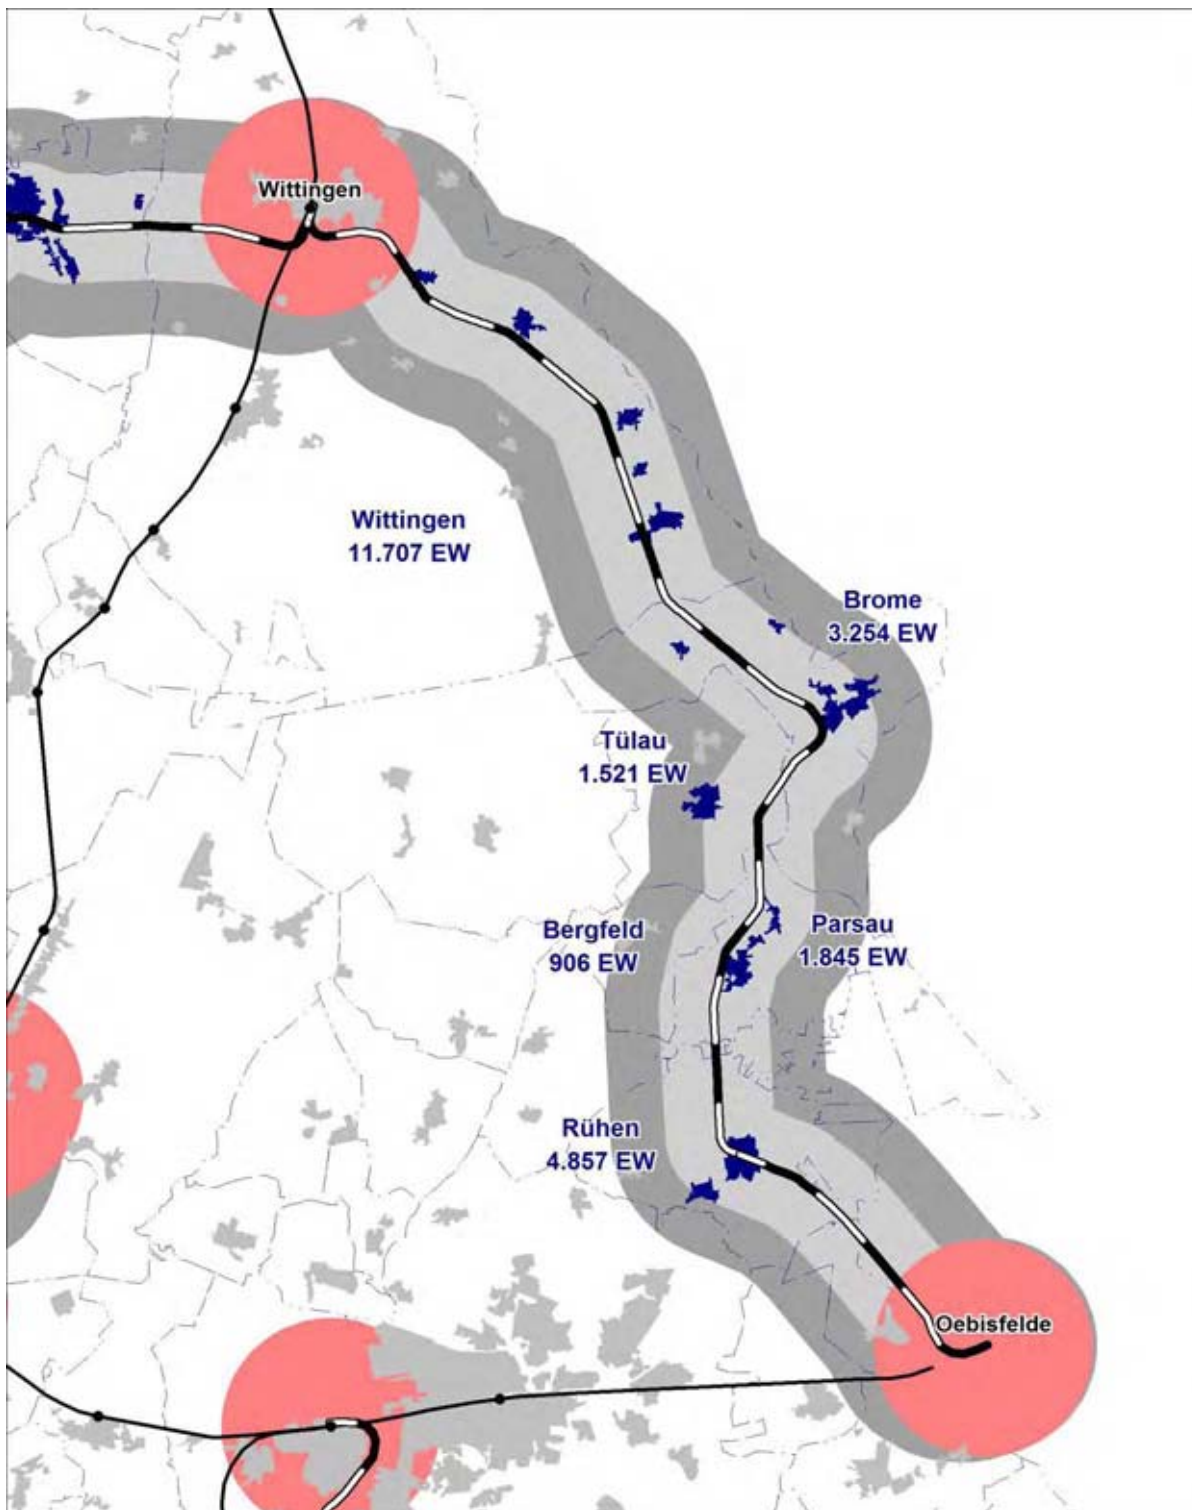 Wittingen
Wittingen
11.707 EW
Brome
3.254 EW
Tülau
1.521 EW
Bergfeld
906 EW
Parsau
1.845 EW
Rühen
4.857 EW
Oebisfelde